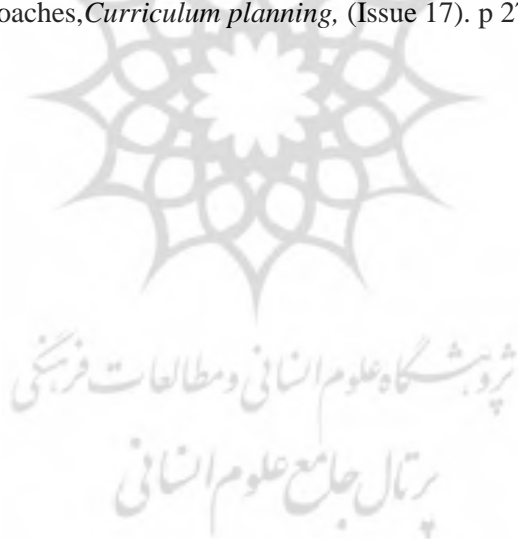 oaches,Curriculum planning, (Issue 17). p 27
پژوهشگاه علوم انسانی و مطالعات فرهنگی
پرتال جامع علوم انسانی